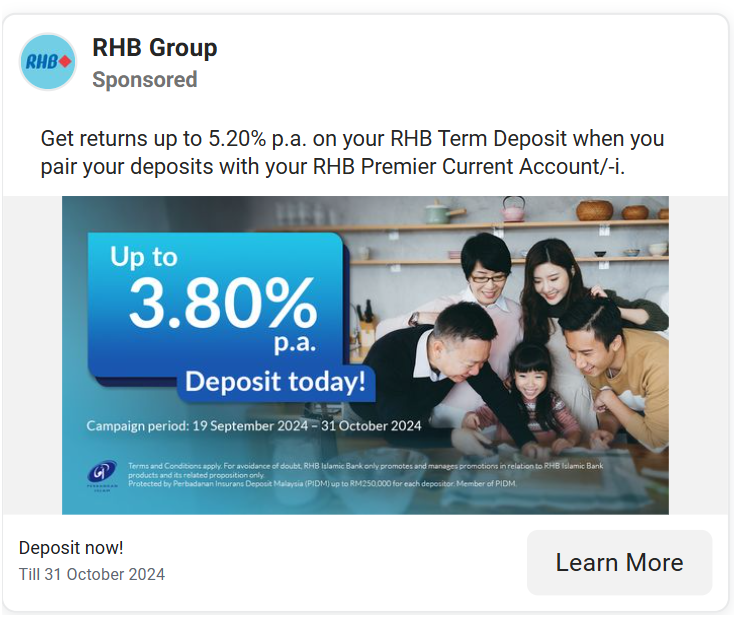 RHB
RHB Group
Sponsored
Get returns up to 5.20% p.a. on your RHB Term Deposit when you
pair your deposits with your RHB Premier Current Account/-i.
Up to
3.80%
p.a.
Deposit today!
Campaign period: 19 September 2024 – 31 October 2024
Terms and Conditions apply. For avoidance of doubt, RHB Islamic Bank only promotes and manages promotions in relation to RHB Islamic Bank
products and its related proposition only.
Protected by Perbadanan Insurans Deposit Malaysia (PIDM) up to RM250,000 for each depositor. Member of PIDM.
Deposit now!
Till 31 October 2024
Learn More